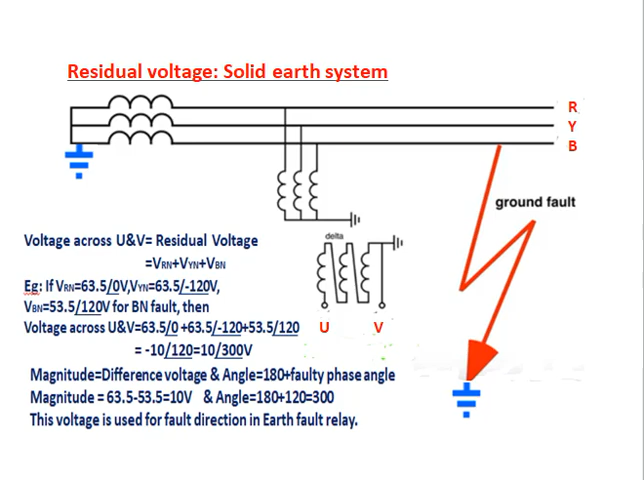 Residual voltage: Solid earth system
R
Y
B
ground fault
delta
Voltage across U&V= Residual Voltage
=VRN+VYN+VBN
Eg: If VRN=63.5/0V,VYN=63.5/-120V,
VBN=53.5/120V for BN fault, then
Voltage across U&V=63.5/0 +63.5/-120+53.5/120
= -10/120=10/300V
U
V
Magnitude=Difference voltage & Angle=180+faulty phase angle
Magnitude = 63.5-53.5=10V & Angle=180+120=300
This voltage is used for fault direction in Earth fault relay.